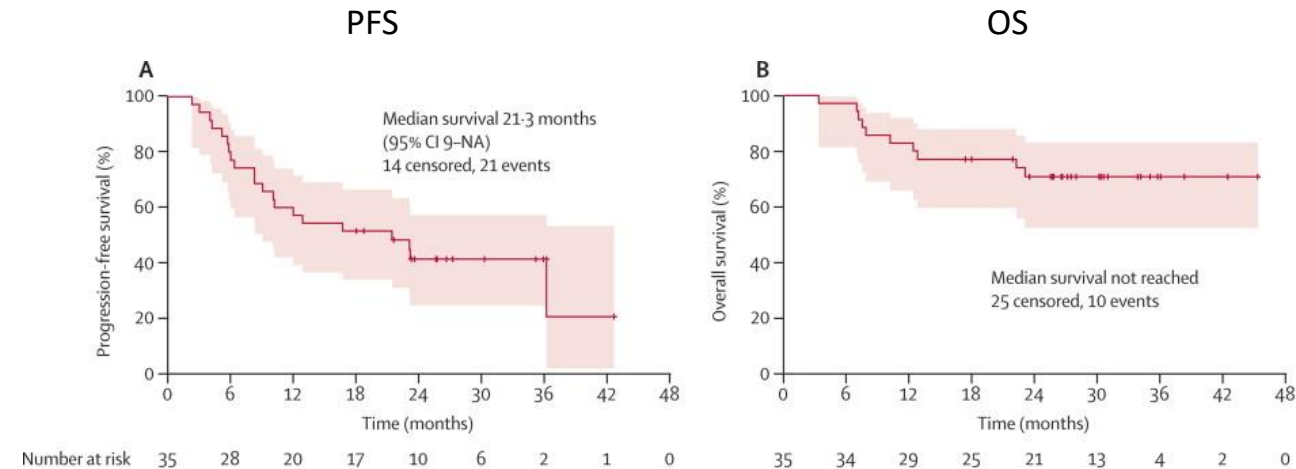 PFS
OS
A
B
100
80
60
40
20
0
Progression-free survival (%)
Median survival 21·3 months
(95% CI 9–NA)
14 censored, 21 events
0 6 12 18 24 30 36 42 48
Time (months)
Number at risk 35 28 20 17 10 6 2 1 0
100
80
60
40
20
0
Overall survival (%)
Median survival not reached
25 censored, 10 events
0 6 12 18 24 30 36 42 48
Time (months)
35 34 29 25 21 13 4 2 0